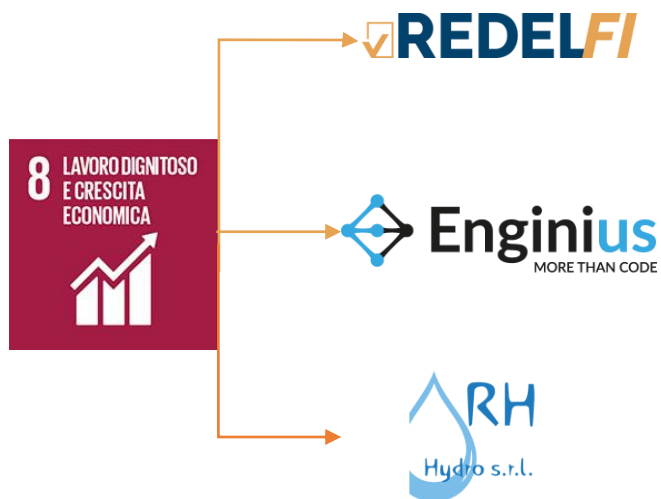 REDELFI
8 LAVORO DIGNITOSO
E CRESCITA
ECONOMICA
Enginius
MORE THAN CODE
RH
Hydro s.r.l.